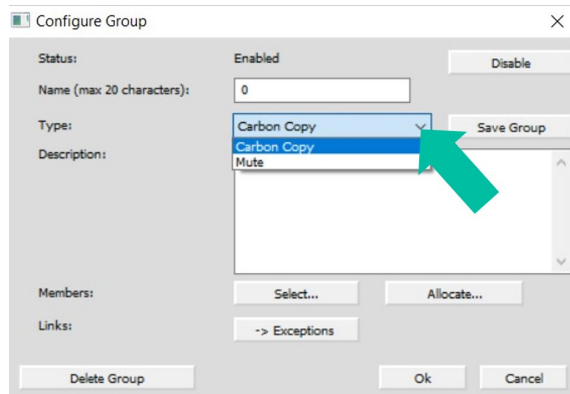 Configure Group
Status: Enabled Disable
Name (max 20 characters): 0
Type: Carbon Copy Save Group
Carbon Copy
Mute
Description:
Members: Select... Allocate...
Links: -> Exceptions
Delete Group Ok Cancel